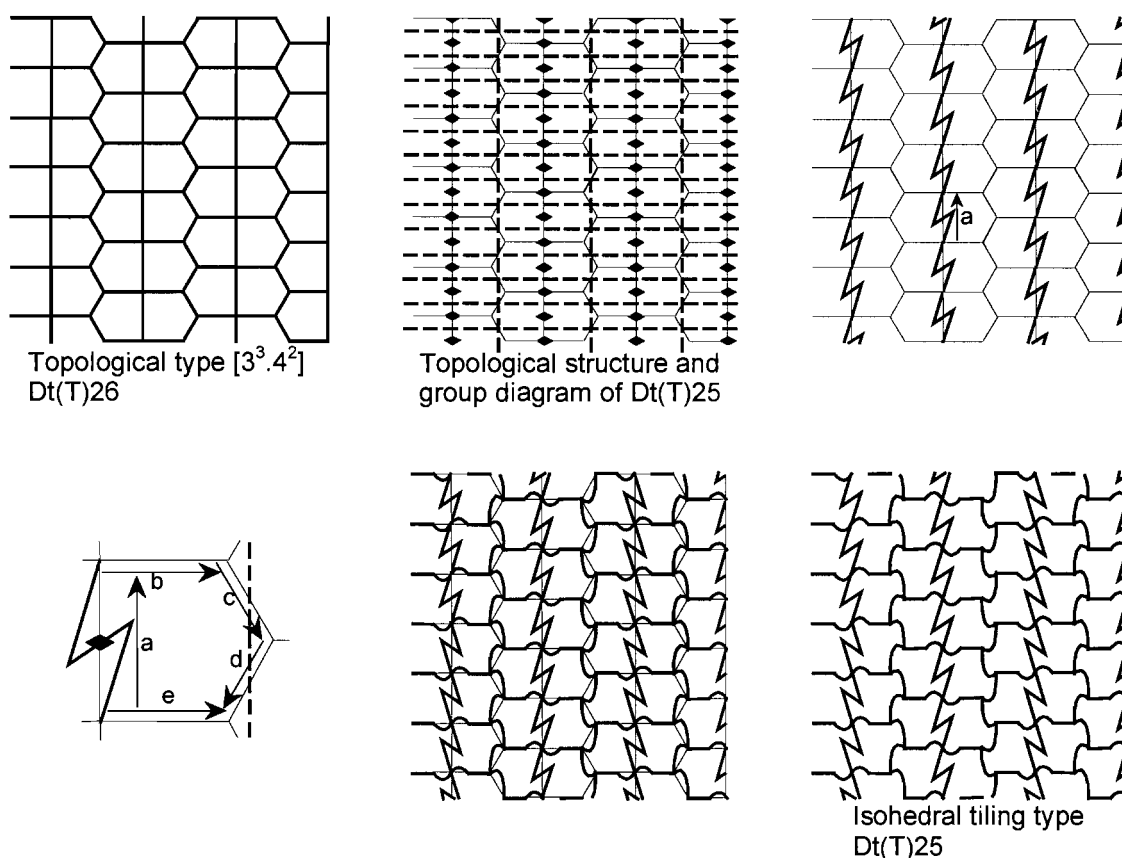 Topological type [3³.4²]
Dt(T)26
Topological structure and
group diagram of Dt(T)25
a
b
c
a
d
e
Isohedral tiling type
Dt(T)25